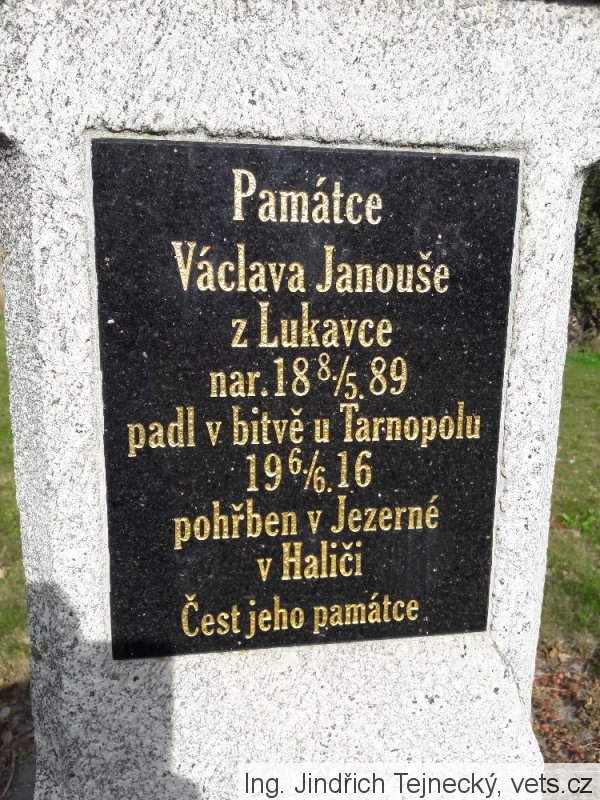 Památce
Václava Janouše
z Lukavce
nar. 18 8./5. 89
padl v bitvě u Tarnopolu
19 6./6. 16
pohřben v Jezerné
v Haliči
Čest jeho památce
Ing. Jindřich Tejnecký, vets.cz